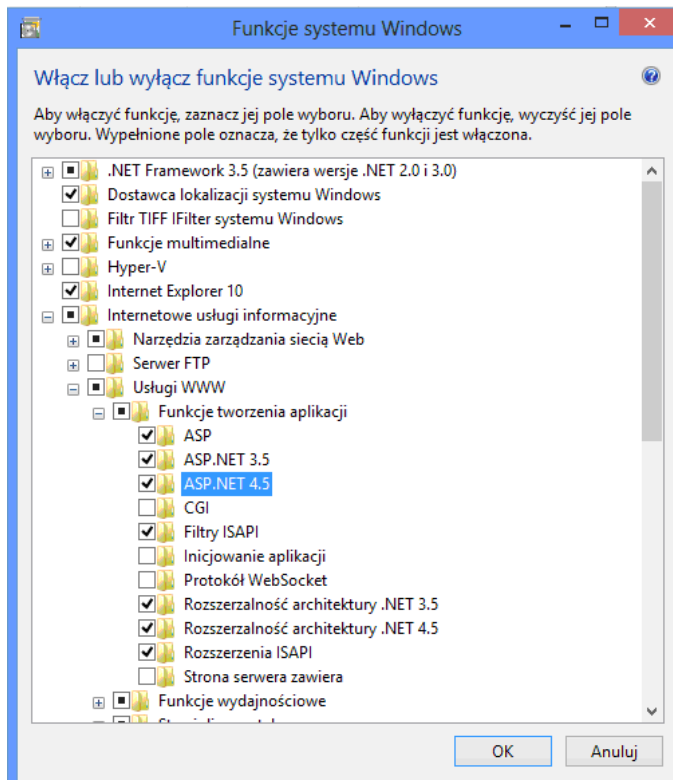 Funkcje systemu Windows
Włącz lub wyłącz funkcje systemu Windows
Aby włączyć funkcję, zaznacz jej pole wyboru. Aby wyłączyć funkcję, wyczyść jej pole
wyboru. Wypełnione pole oznacza, że tylko część funkcji jest włączona.
.NET Framework 3.5 (zawiera wersje .NET 2.0 i 3.0)
Dostawca lokalizacji systemu Windows
Filtr TIFF IFilter systemu Windows
Funkcje multimedialne
Hyper-V
Internet Explorer 10
Internetowe usługi informacyjne
Narzędzia zarządzania siecią Web
Serwer FTP
Usługi WWW
Funkcje tworzenia aplikacji
ASP
ASP.NET 3.5
ASP.NET 4.5
CGI
Filtry ISAPI
Inicjowanie aplikacji
Protokół WebSocket
Rozszerzalność architektury .NET 3.5
Rozszerzalność architektury .NET 4.5
Rozszerzenia ISAPI
Strona serwera zawiera
Funkcje wydajnościowe
OK
Anuluj